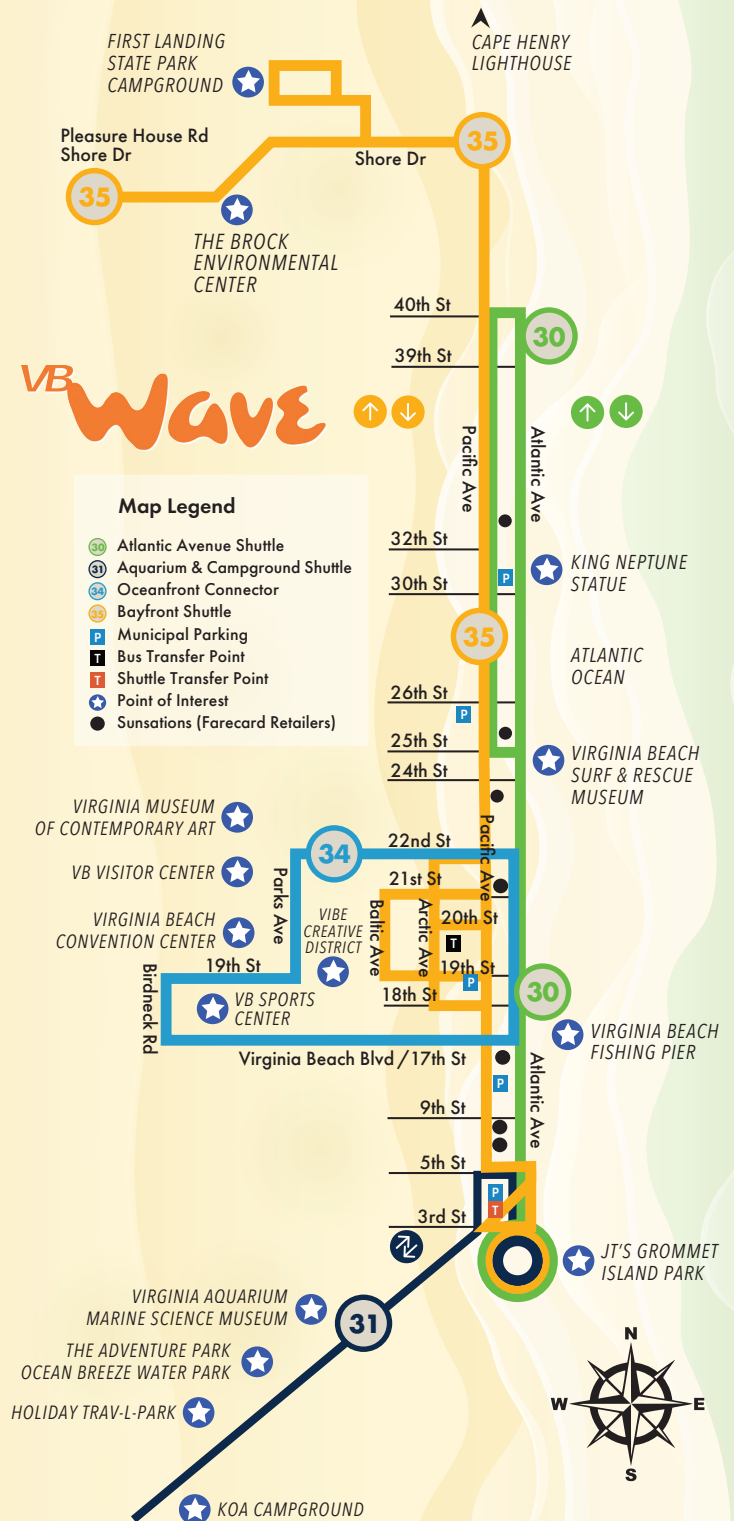 CAPE HENRY
LIGHTHOUSE
FIRST LANDING
STATE PARK
CAMPGROUND
Pleasure House Rd
Shore Dr
Shore Dr
35
35
THE BROCK
ENVIRONMENTAL
CENTER
40th St
30
39th St
VB Wave
Pacific Ave
Atlantic Ave
Map Legend
30 Atlantic Avenue Shuttle
31 Aquarium & Campground Shuttle
34 Oceanfront Connector
35 Bayfront Shuttle
P Municipal Parking
T Bus Transfer Point
T Shuttle Transfer Point
Point of Interest
Sunsations (Farecard Retailers)
32th St
KING NEPTUNE
STATUE
P
30th St
35
ATLANTIC
OCEAN
26th St
P
25th St
24th St
VIRGINIA BEACH
SURF & RESCUE
MUSEUM
VIRGINIA MUSEUM
OF CONTEMPORARY ART
VB VISITOR CENTER
VIRGINIA BEACH
CONVENTION CENTER
34
22nd St
Pacific Ave
21st St
Parks Ave
VIBE
CREATIVE
DISTRICT
Baltic Ave
Arctic Ave
20th St
T
19th St
19th St
P
18th St
30
Birdneck Rd
VB SPORTS
CENTER
VIRGINIA BEACH
FISHING PIER
Virginia Beach Blvd / 17th St
P
Atlantic Ave
9th St
5th St
P
T
3rd St
JT'S GROMMET
ISLAND PARK
VIRGINIA AQUARIUM
MARINE SCIENCE MUSEUM
31
THE ADVENTURE PARK
OCEAN BREEZE WATER PARK
HOLIDAY TRAV-L-PARK
KOA CAMPGROUND
N
W
E
S